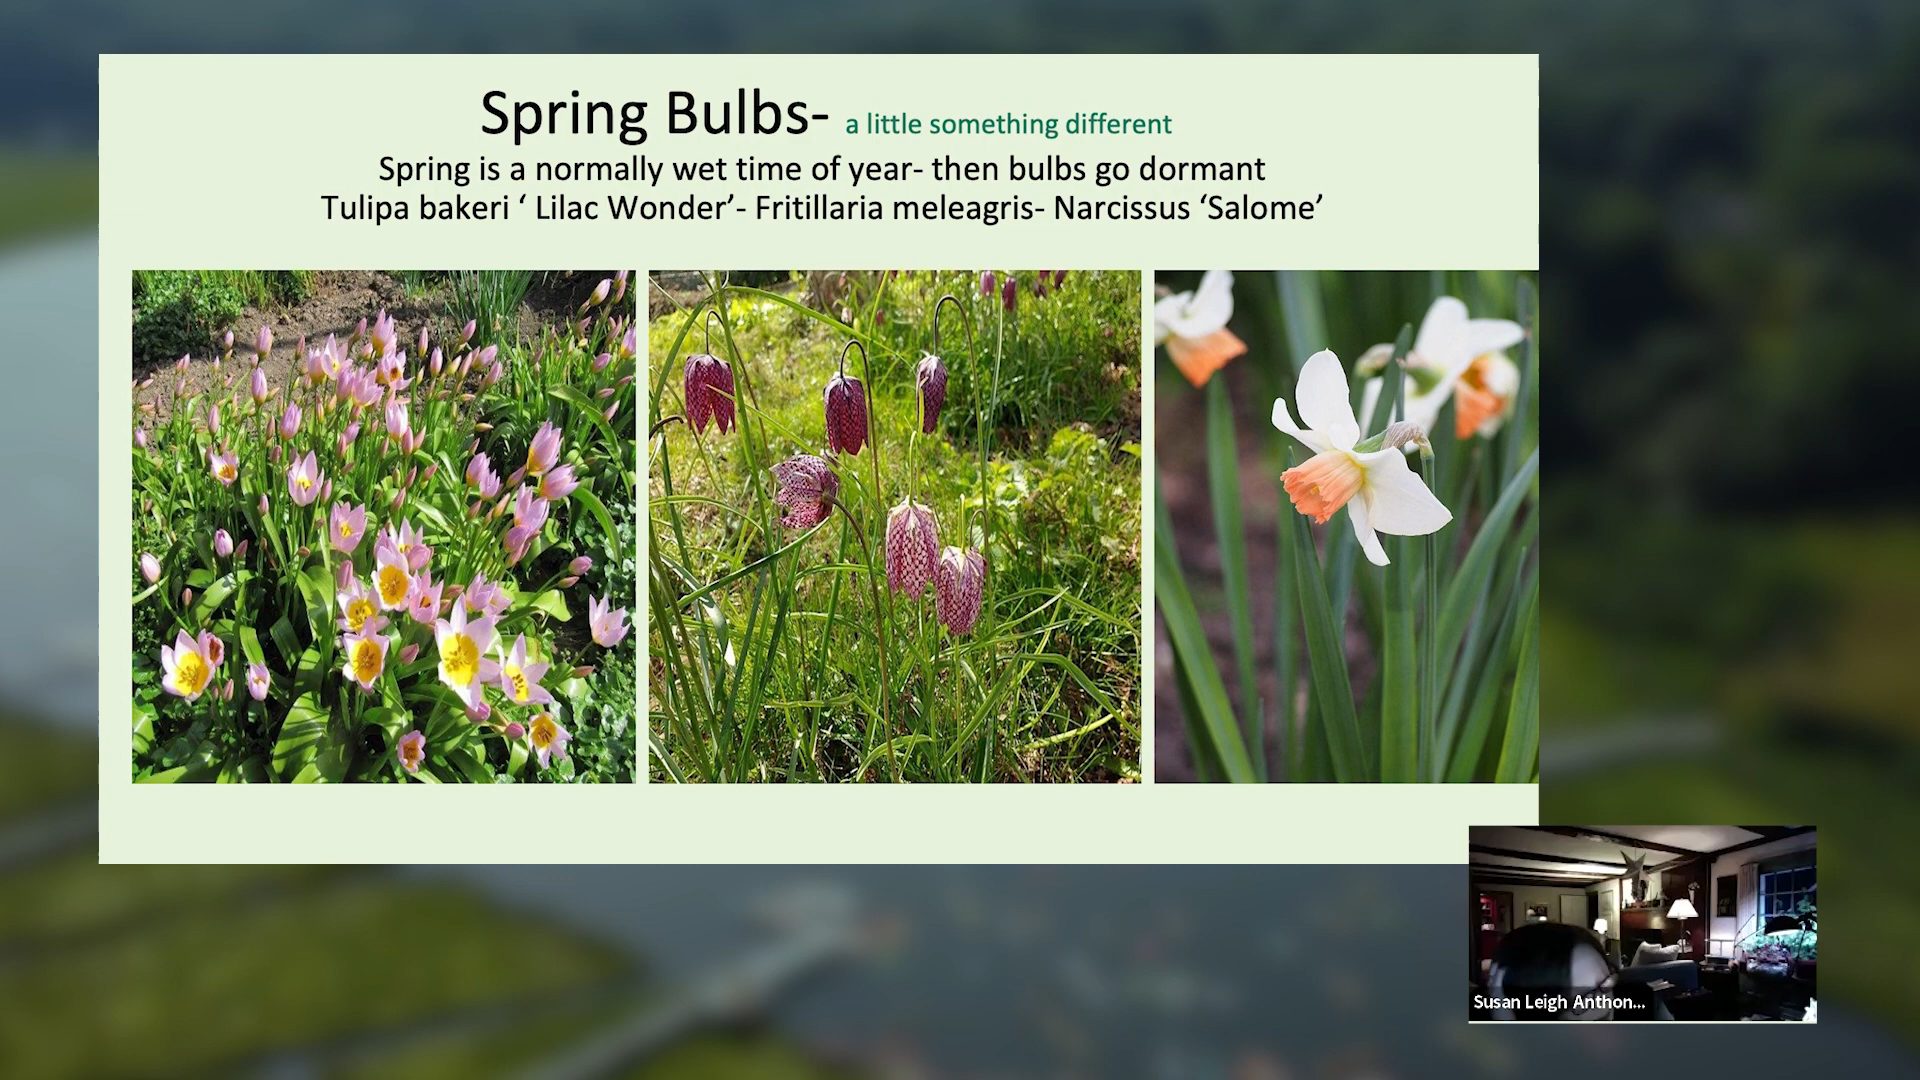 Spring Bulbs- a little something different
Spring is a normally wet time of year- then bulbs go dormant
Tulipa bakeri ‘ Lilac Wonder’- Fritillaria meleagris- Narcissus ‘Salome’
Susan Leigh Anthon...